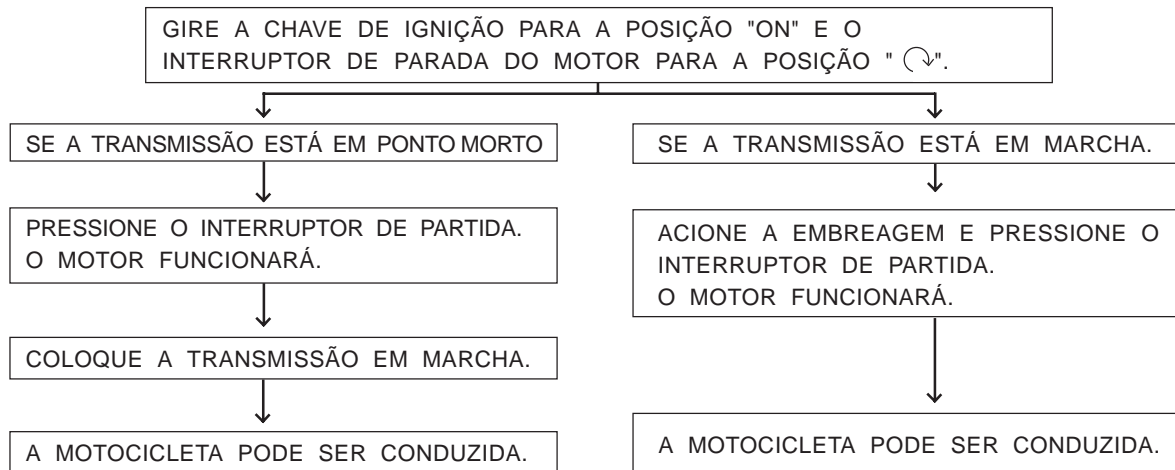 GIRE A CHAVE DE IGNIÇÃO PARA A POSIÇÃO "ON" E O
INTERRUPTOR DE PARADA DO MOTOR PARA A POSIÇÃO " ".
SE A TRANSMISSÃO ESTÁ EM PONTO MORTO
PRESSIONE O INTERRUPTOR DE PARTIDA.
O MOTOR FUNCIONARÁ.
COLOQUE A TRANSMISSÃO EM MARCHA.
A MOTOCICLETA PODE SER CONDUZIDA.
SE A TRANSMISSÃO ESTÁ EM MARCHA.
ACIONE A EMBREAGEM E PRESSIONE O
INTERRUPTOR DE PARTIDA.
O MOTOR FUNCIONARÁ.
A MOTOCICLETA PODE SER CONDUZIDA.